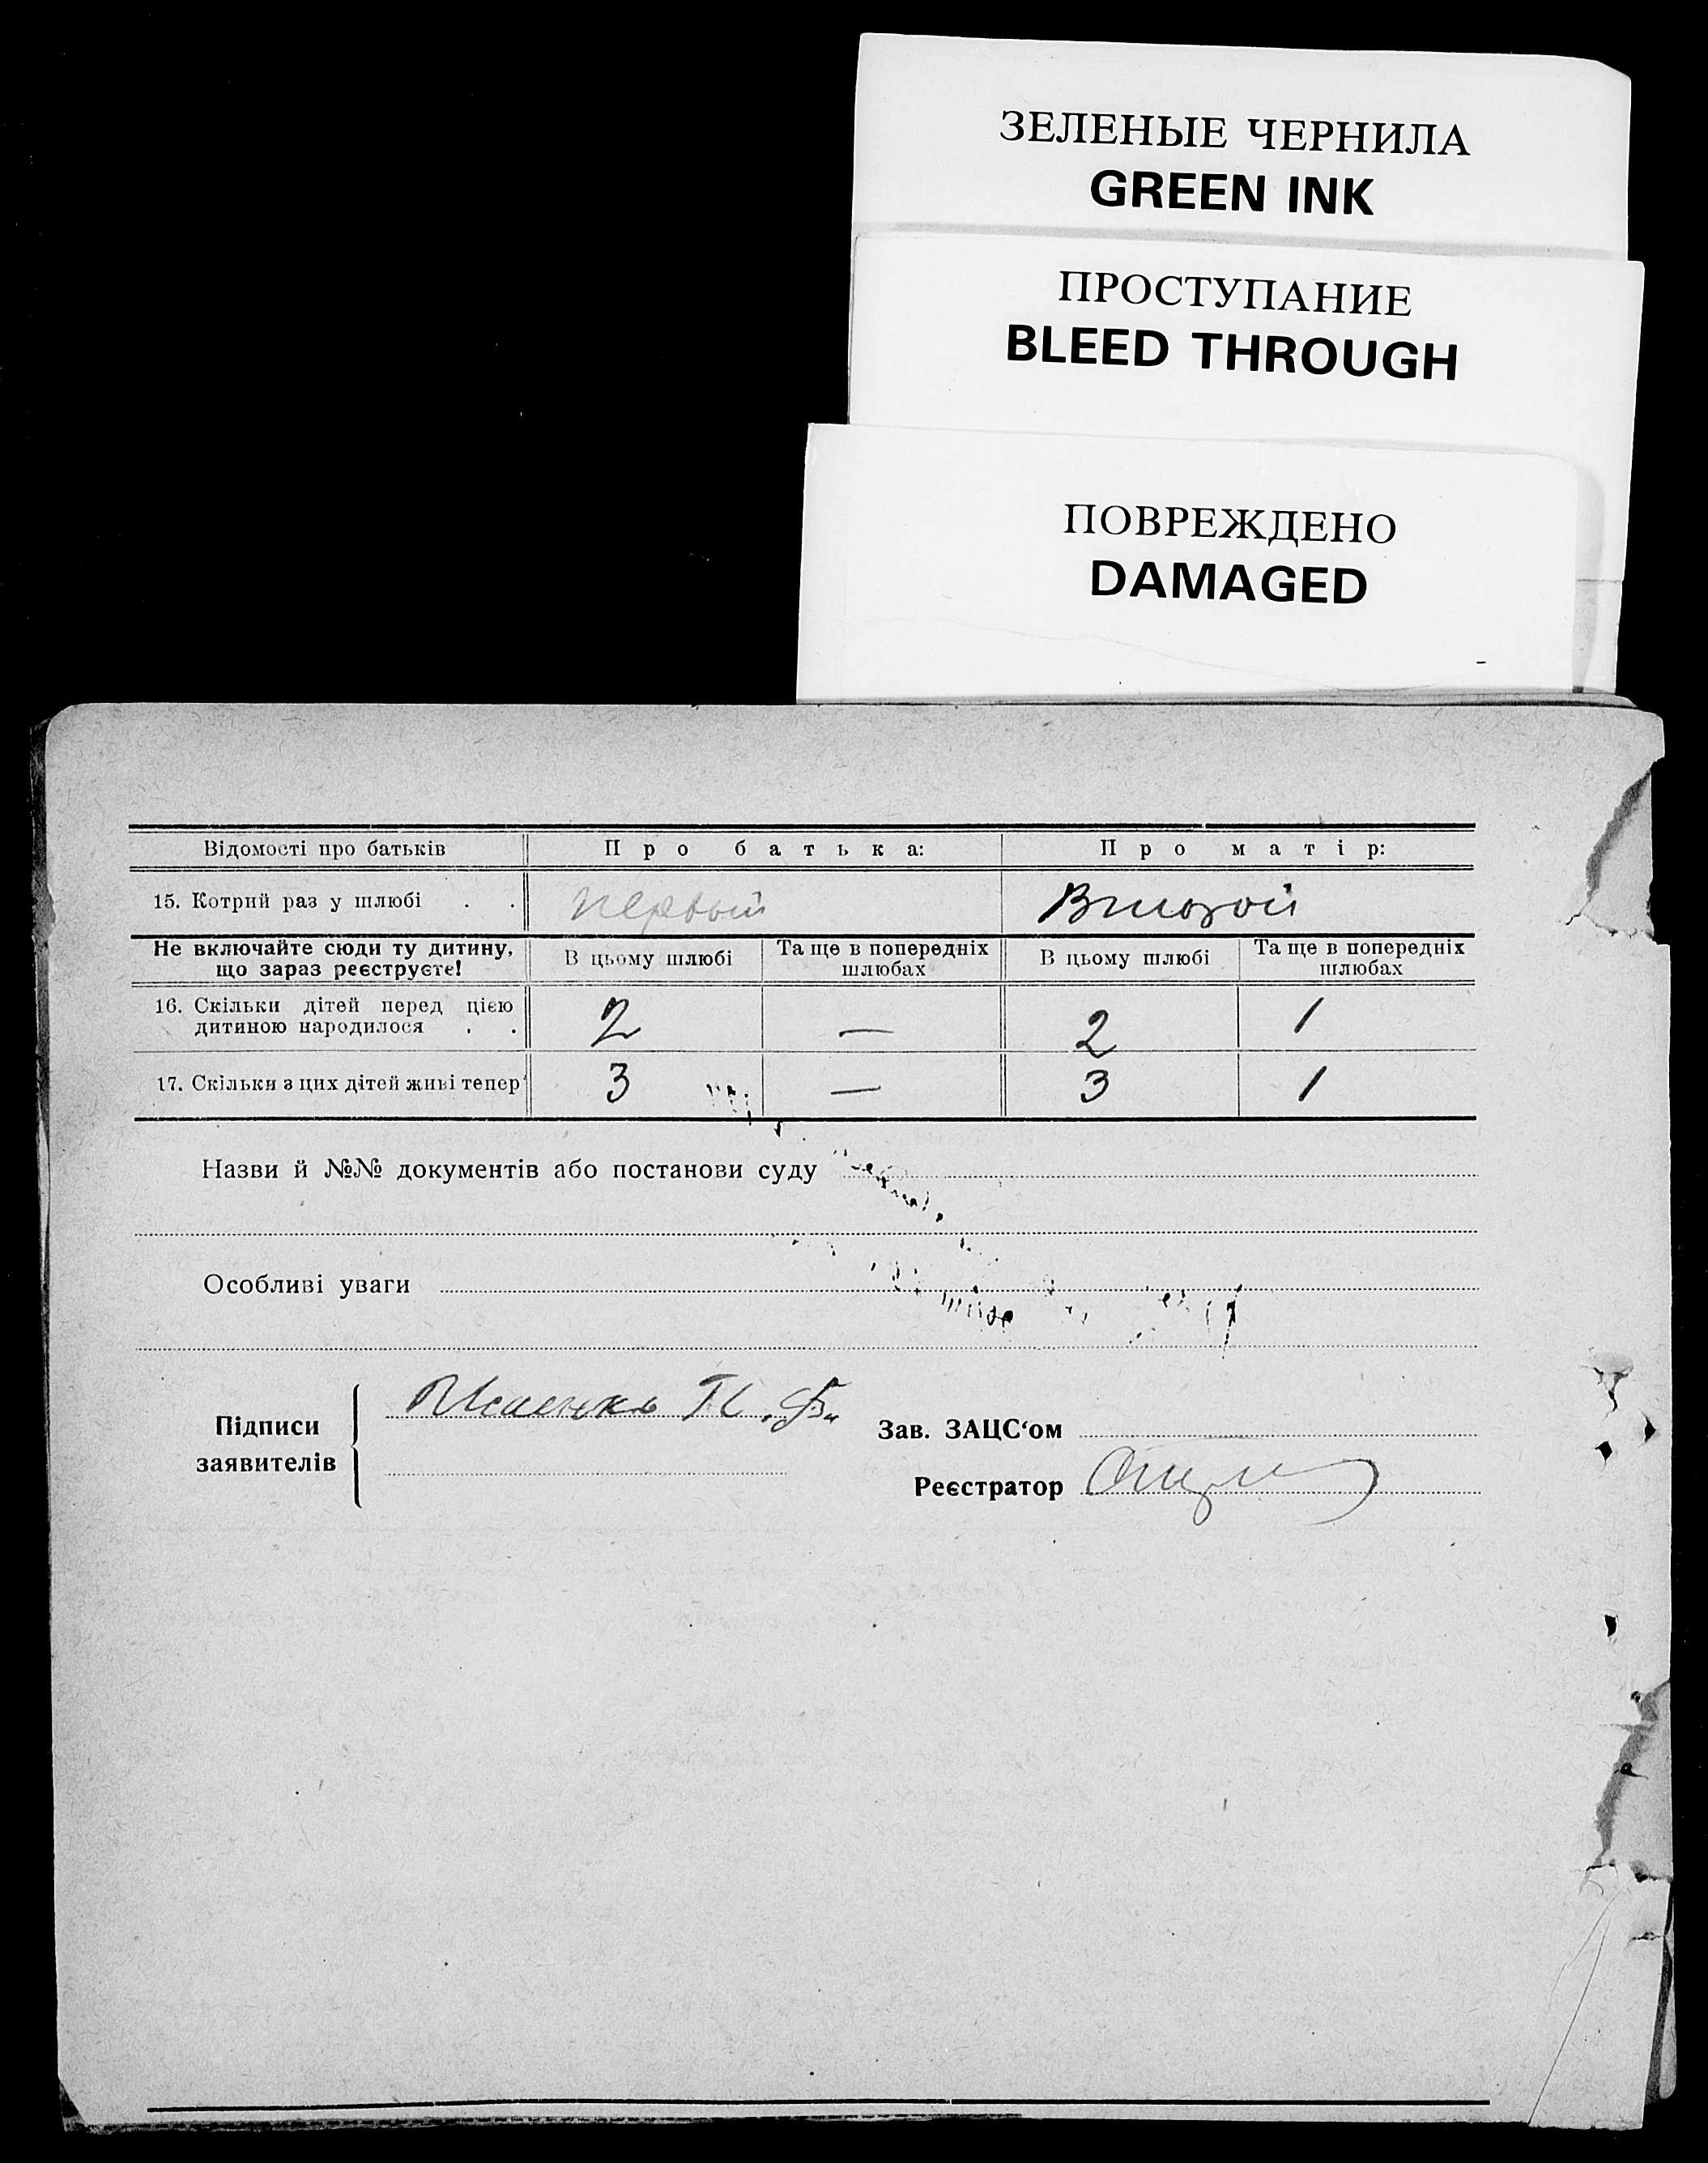 ЗЕЛЕНЫЕ ЧЕРНИЛА
GREEN INK
ПРОСТУПАНИЕ
BLEED THROUGH
ПОВРЕЖДЕНО
DAMAGED
Відомості про батьків Про батька: Про матір:
15. Котрий раз у шлюбі . . первый Второй
Не включайте сюди ту дитину, що зараз реєструєте! В цьому шлюбі Та ще в попередніх шлюбах В цьому шлюбі Та ще в попередніх шлюбах
16. Скільки дітей перед цією дитиною народилося . . 2 — 2 1
17. Скільки з цих дітей живі тепер 3 — 3 1
Назви й №№ документів або постанови суду
Особливі уваги
Підписи заявителів
Зав. ЗАЦС‘ом
Реєстратор